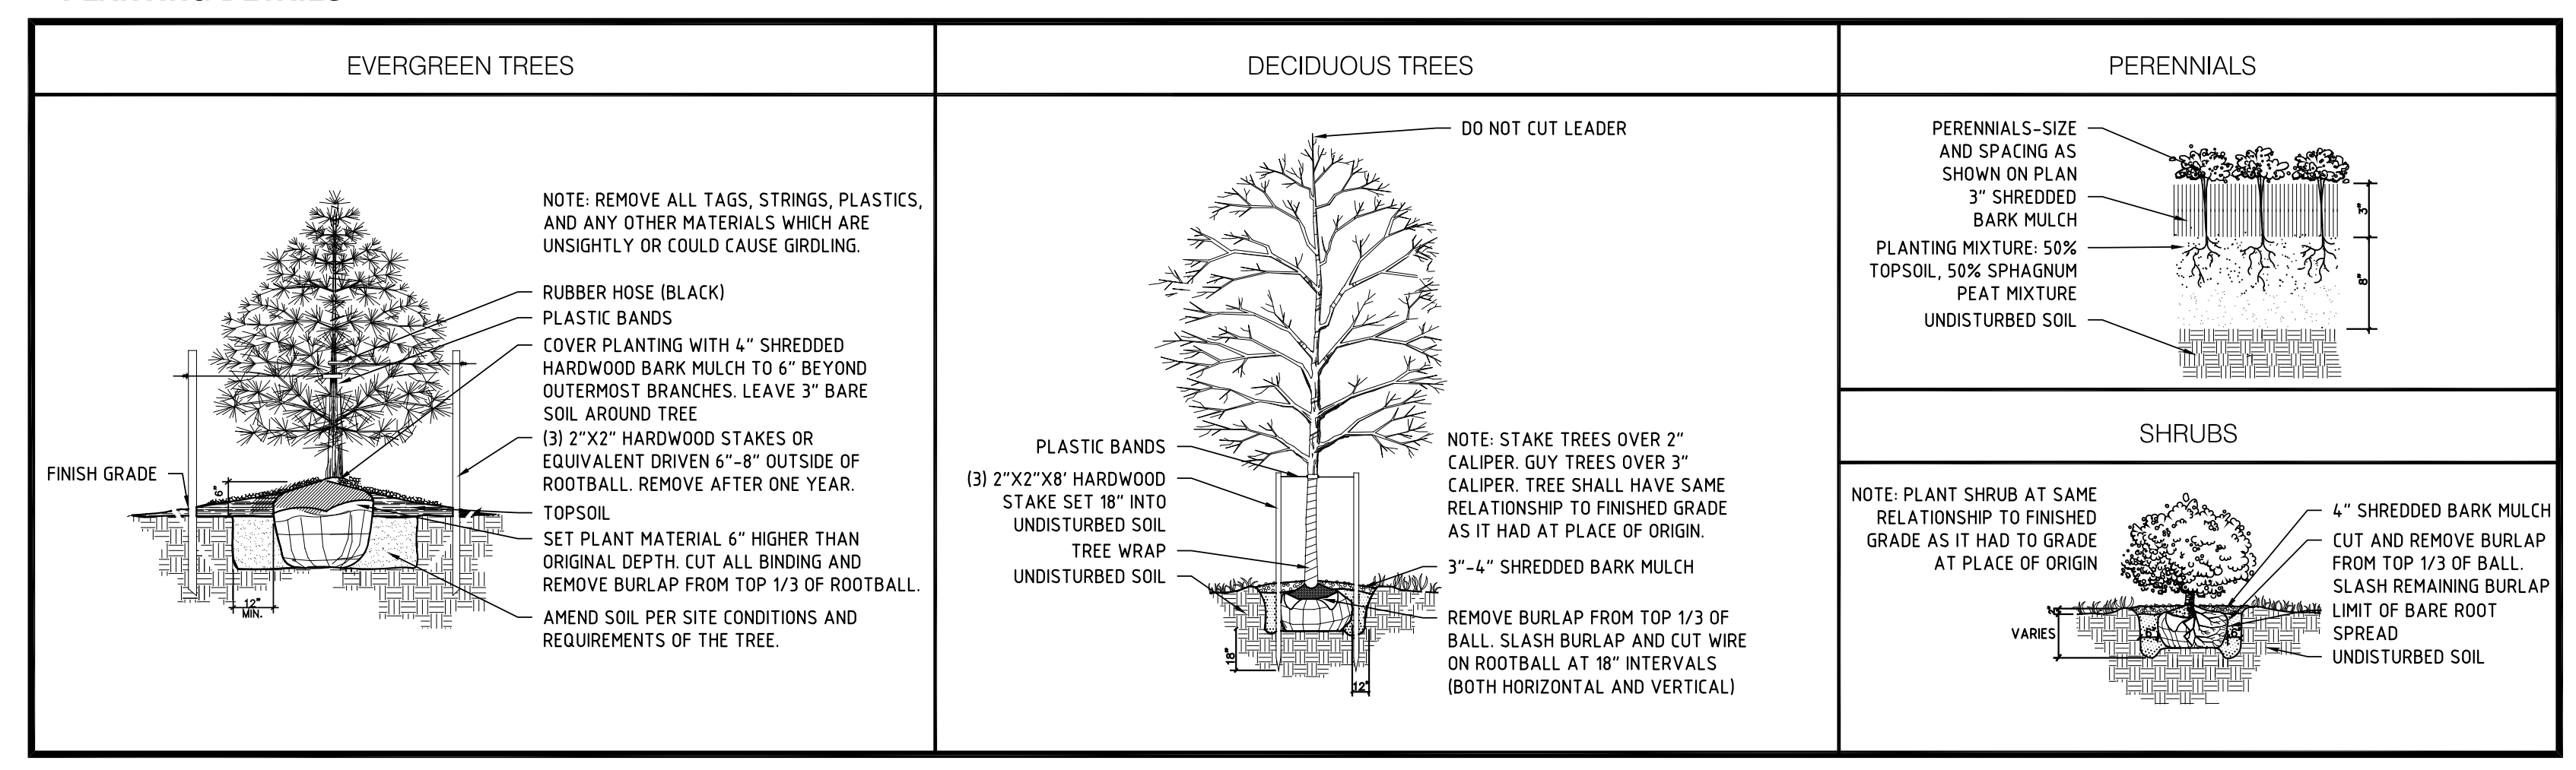 EVERGREEN TREES
NOTE: REMOVE ALL TAGS, STRINGS, PLASTICS,
AND ANY OTHER MATERIALS WHICH ARE
UNSIGHTLY OR COULD CAUSE GIRDLING.
RUBBER HOSE (BLACK)
PLASTIC BANDS
COVER PLANTING WITH 4" SHREDDED
HARDWOOD BARK MULCH TO 6" BEYOND
OUTERMOST BRANCHES. LEAVE 3" BARE
SOIL AROUND TREE
(3) 2"X2" HARDWOOD STAKES OR
EQUIVALENT DRIVEN 6"-8" OUTSIDE OF
ROOTBALL. REMOVE AFTER ONE YEAR.
FINISH GRADE
6"
TOPSOIL
SET PLANT MATERIAL 6" HIGHER THAN
ORIGINAL DEPTH. CUT ALL BINDING AND
REMOVE BURLAP FROM TOP 1/3 OF ROOTBALL.
12"
MIN.
AMEND SOIL PER SITE CONDITIONS AND
REQUIREMENTS OF THE TREE.
DECIDUOUS TREES
DO NOT CUT LEADER
PLASTIC BANDS
(3) 2"X2"X8' HARDWOOD
STAKE SET 18" INTO
UNDISTURBED SOIL
TREE WRAP
UNDISTURBED SOIL
NOTE: STAKE TREES OVER 2"
CALIPER. GUY TREES OVER 3"
CALIPER. TREE SHALL HAVE SAME
RELATIONSHIP TO FINISHED GRADE
AS IT HAD AT PLACE OF ORIGIN.
3"-4" SHREDDED BARK MULCH
REMOVE BURLAP FROM TOP 1/3 OF
BALL. SLASH BURLAP AND CUT WIRE
ON ROOTBALL AT 18" INTERVALS
(BOTH HORIZONTAL AND VERTICAL)
18"
12"
PERENNIALS
PERENNIALS-SIZE
AND SPACING AS
SHOWN ON PLAN
3" SHREDDED
BARK MULCH
PLANTING MIXTURE: 50%
TOPSOIL, 50% SPHAGNUM
PEAT MIXTURE
UNDISTURBED SOIL
3"
8"
SHRUBS
NOTE: PLANT SHRUB AT SAME
RELATIONSHIP TO FINISHED
GRADE AS IT HAD TO GRADE
AT PLACE OF ORIGIN
4" SHREDDED BARK MULCH
CUT AND REMOVE BURLAP
FROM TOP 1/3 OF BALL.
SLASH REMAINING BURLAP
LIMIT OF BARE ROOT
SPREAD
UNDISTURBED SOIL
VARIES
6"
6"